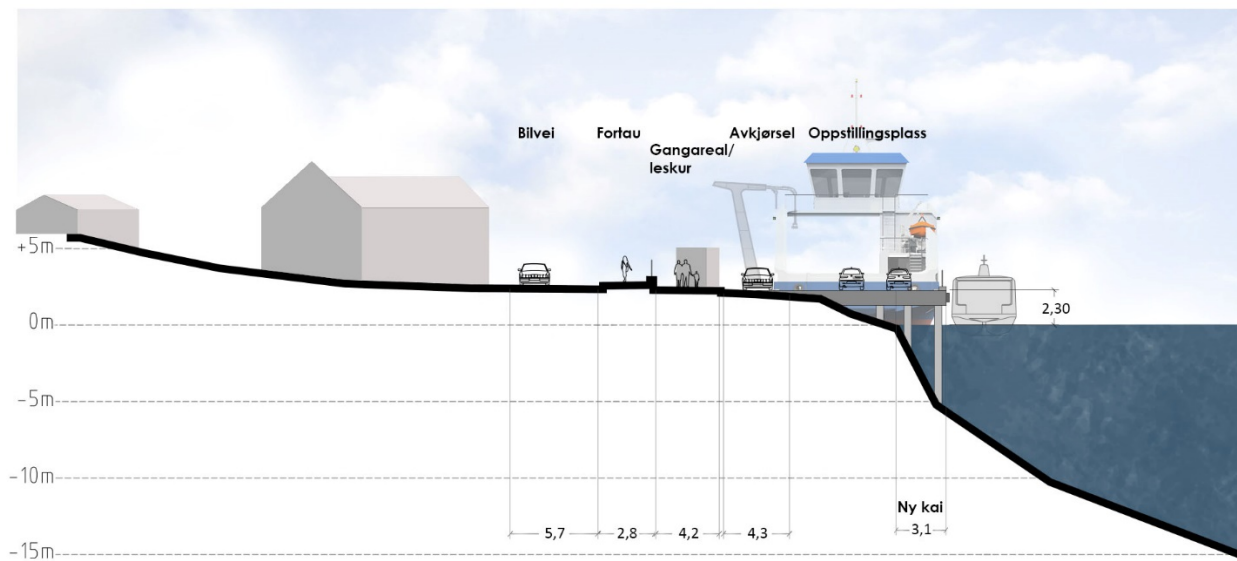 Bilvei
Fortau
Avkjørsel
Oppstillingsplass
Gangareal/
leskur
+5m
0m
2,30
-5m
-10m
Ny kai
5,7
2,8
4,2
4,3
3,1
-15m